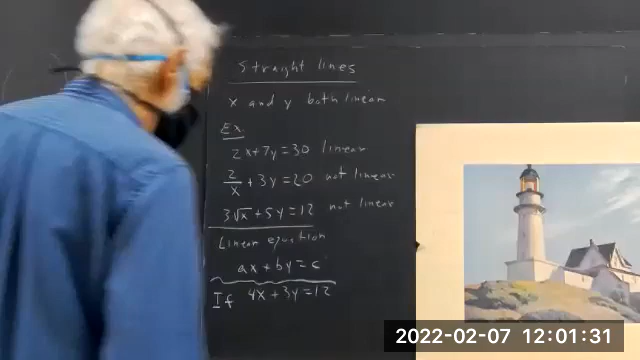 Straight lines
x and y both linear
Ex.
2x+7y=30 linear
2/x +3y=20 not linear
3√x+5y=12 not linear
Linear equation
ax+by=c
If 4x+3y=12
2022-02-07 12:01:31